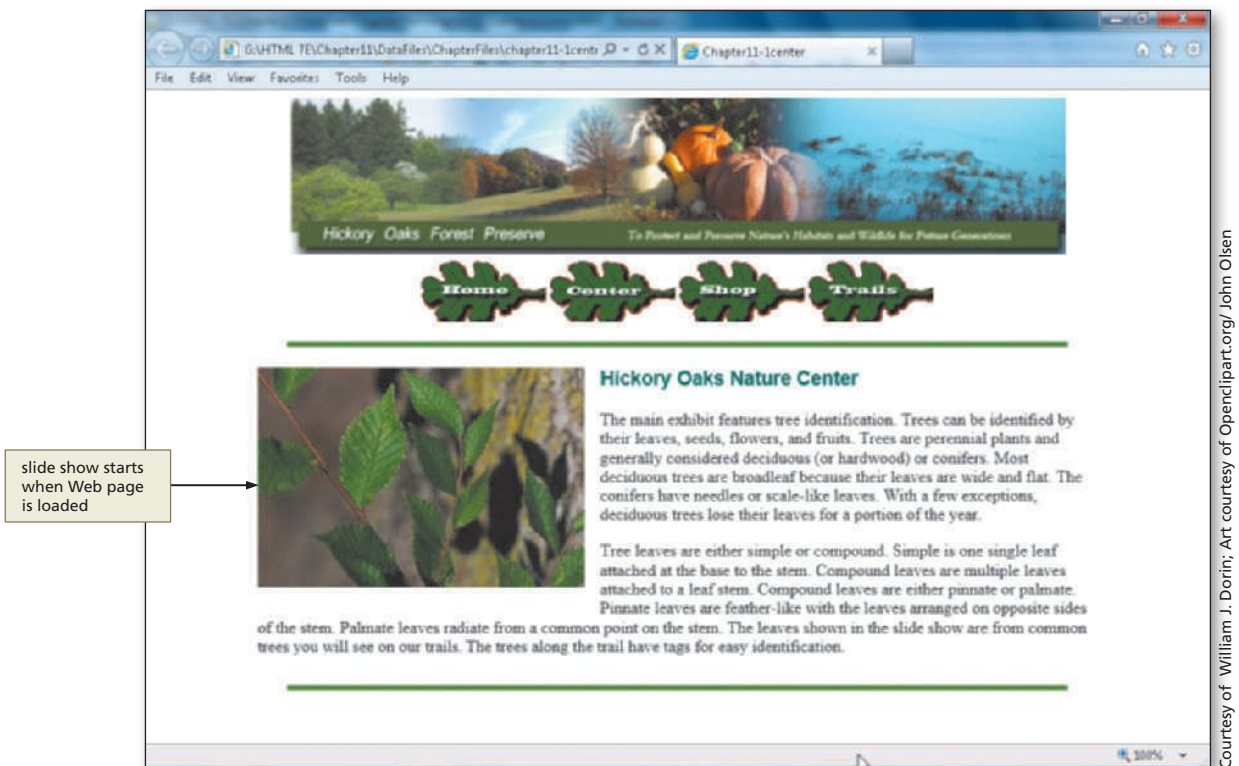 G:\HTML 7E\Chapter11\DataFiles\ChapterFiles\chapter11-1cente
Chapter11-1center
File Edit View Favorites Tools Help
Hickory Oaks Forest Preserve
To Protect and Preserve Nature's Habitats and Wildlife for Future Generations
Home Center Shop Trails
slide show starts
when Web page
is loaded
Hickory Oaks Nature Center
The main exhibit features tree identification. Trees can be identified by
their leaves, seeds, flowers, and fruits. Trees are perennial plants and
generally considered deciduous (or hardwood) or conifers. Most
deciduous trees are broadleaf because their leaves are wide and flat. The
conifers have needles or scale-like leaves. With a few exceptions,
deciduous trees lose their leaves for a portion of the year.
Tree leaves are either simple or compound. Simple is one single leaf
attached at the base to the stem. Compound leaves are multiple leaves
attached to a leaf stem. Compound leaves are either pinnate or palmate.
Pinnate leaves are feather-like with the leaves arranged on opposite sides
of the stem. Palmate leaves radiate from a common point on the stem. The leaves shown in the slide show are from common
trees you will see on our trails. The trees along the trail have tags for easy identification.
100%
Courtesy of William J. Dorin; Art courtesy of Openclipart.org/ John Olsen